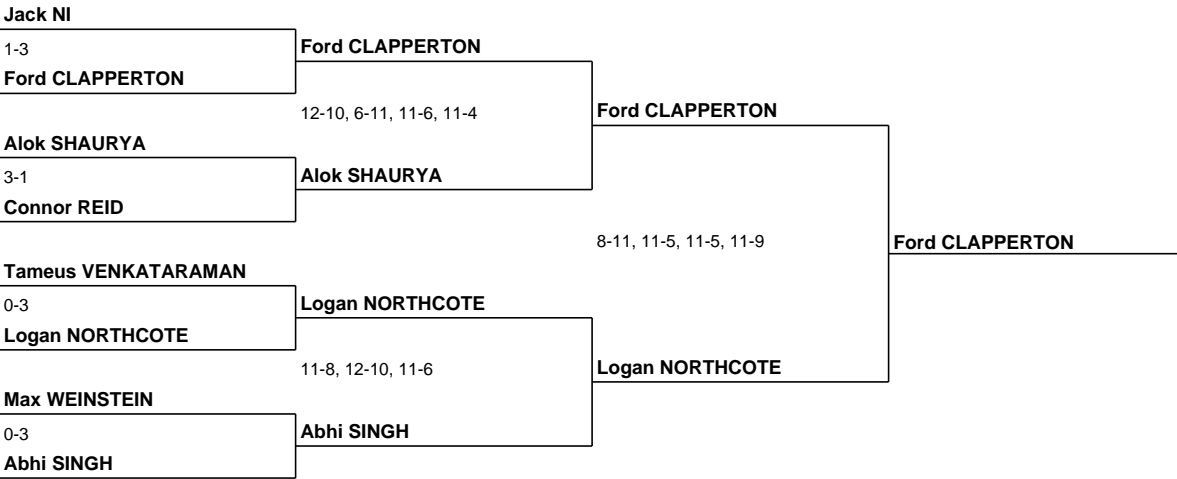 Jack NI
1-3
Ford CLAPPERTON
Ford CLAPPERTON
12-10, 6-11, 11-6, 11-4
Ford CLAPPERTON
Alok SHAURYA
3-1
Alok SHAURYA
Connor REID
8-11, 11-5, 11-5, 11-9
Ford CLAPPERTON
Tameus VENKATARAMAN
0-3
Logan NORTHCOTE
Logan NORTHCOTE
11-8, 12-10, 11-6
Logan NORTHCOTE
Max WEINSTEIN
0-3
Abhi SINGH
Abhi SINGH